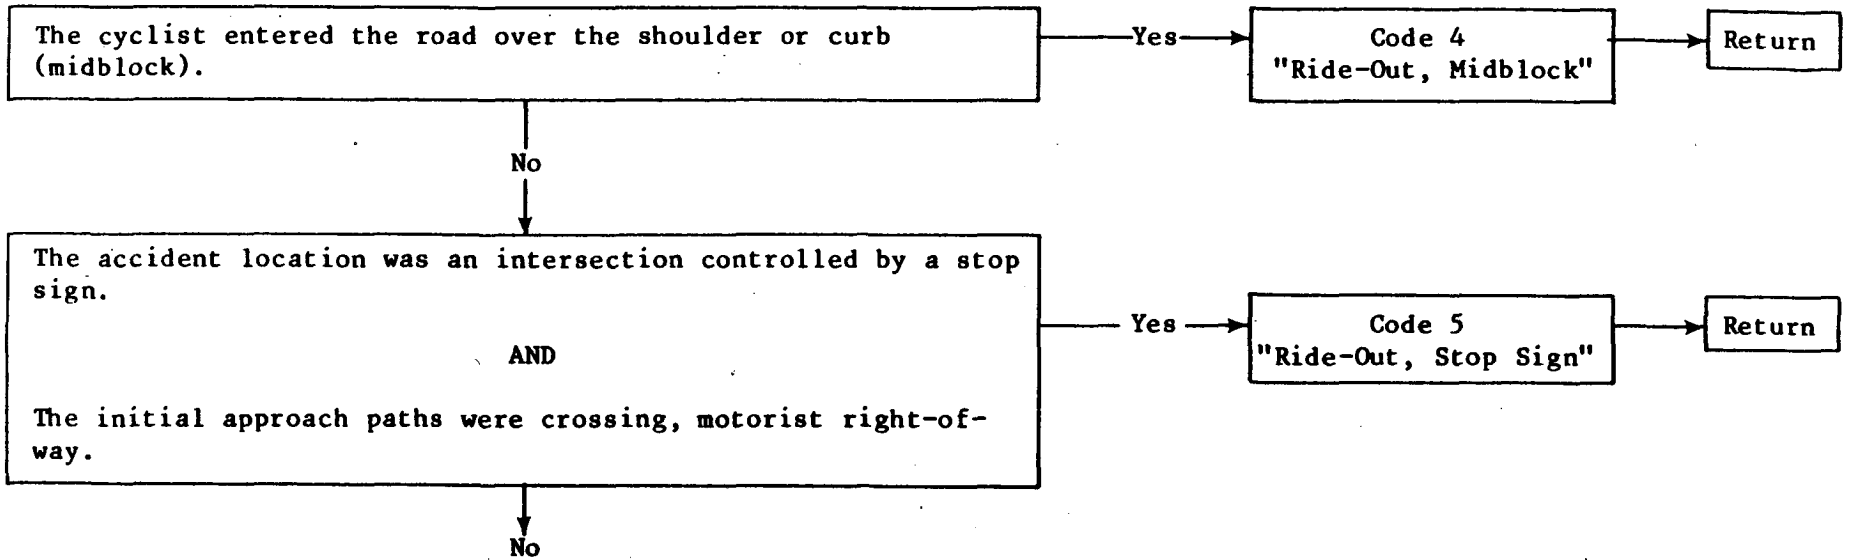 The cyclist entered the road over the shoulder or curb
(midblock).
Yes
Code 4
"Ride-Out, Midblock"
Return
No
The accident location was an intersection controlled by a stop
sign.
AND
The initial approach paths were crossing, motorist right-of-
way.
Yes
Code 5
"Ride-Out, Stop Sign"
Return
No